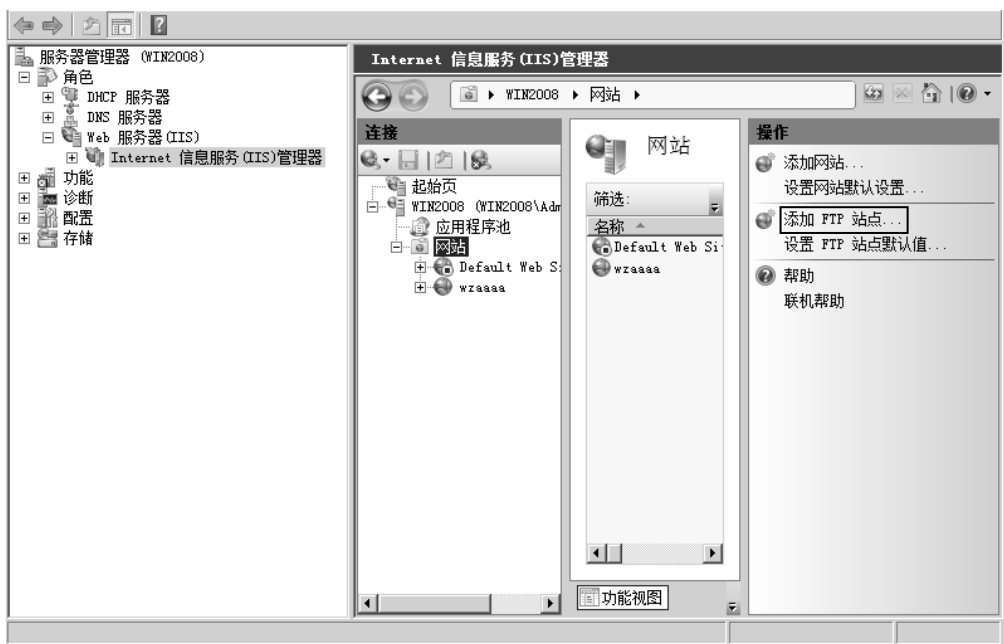 服务器管理器 (WIN2008)
角色
DHCP 服务器
DNS 服务器
Web 服务器(IIS)
Internet 信息服务(IIS)管理器
功能
诊断
配置
存储
Internet 信息服务(IIS)管理器
WIN2008 网站
连接
起始页
WIN2008 (WIN2008\Adm
应用程序池
网站
Default Web S
wzaaaa
网站
筛选:
名称
Default Web Si
wzaaaa
功能视图
操作
添加网站...
设置网站默认设置...
添加 FTP 站点...
设置 FTP 站点默认值...
帮助
联机帮助